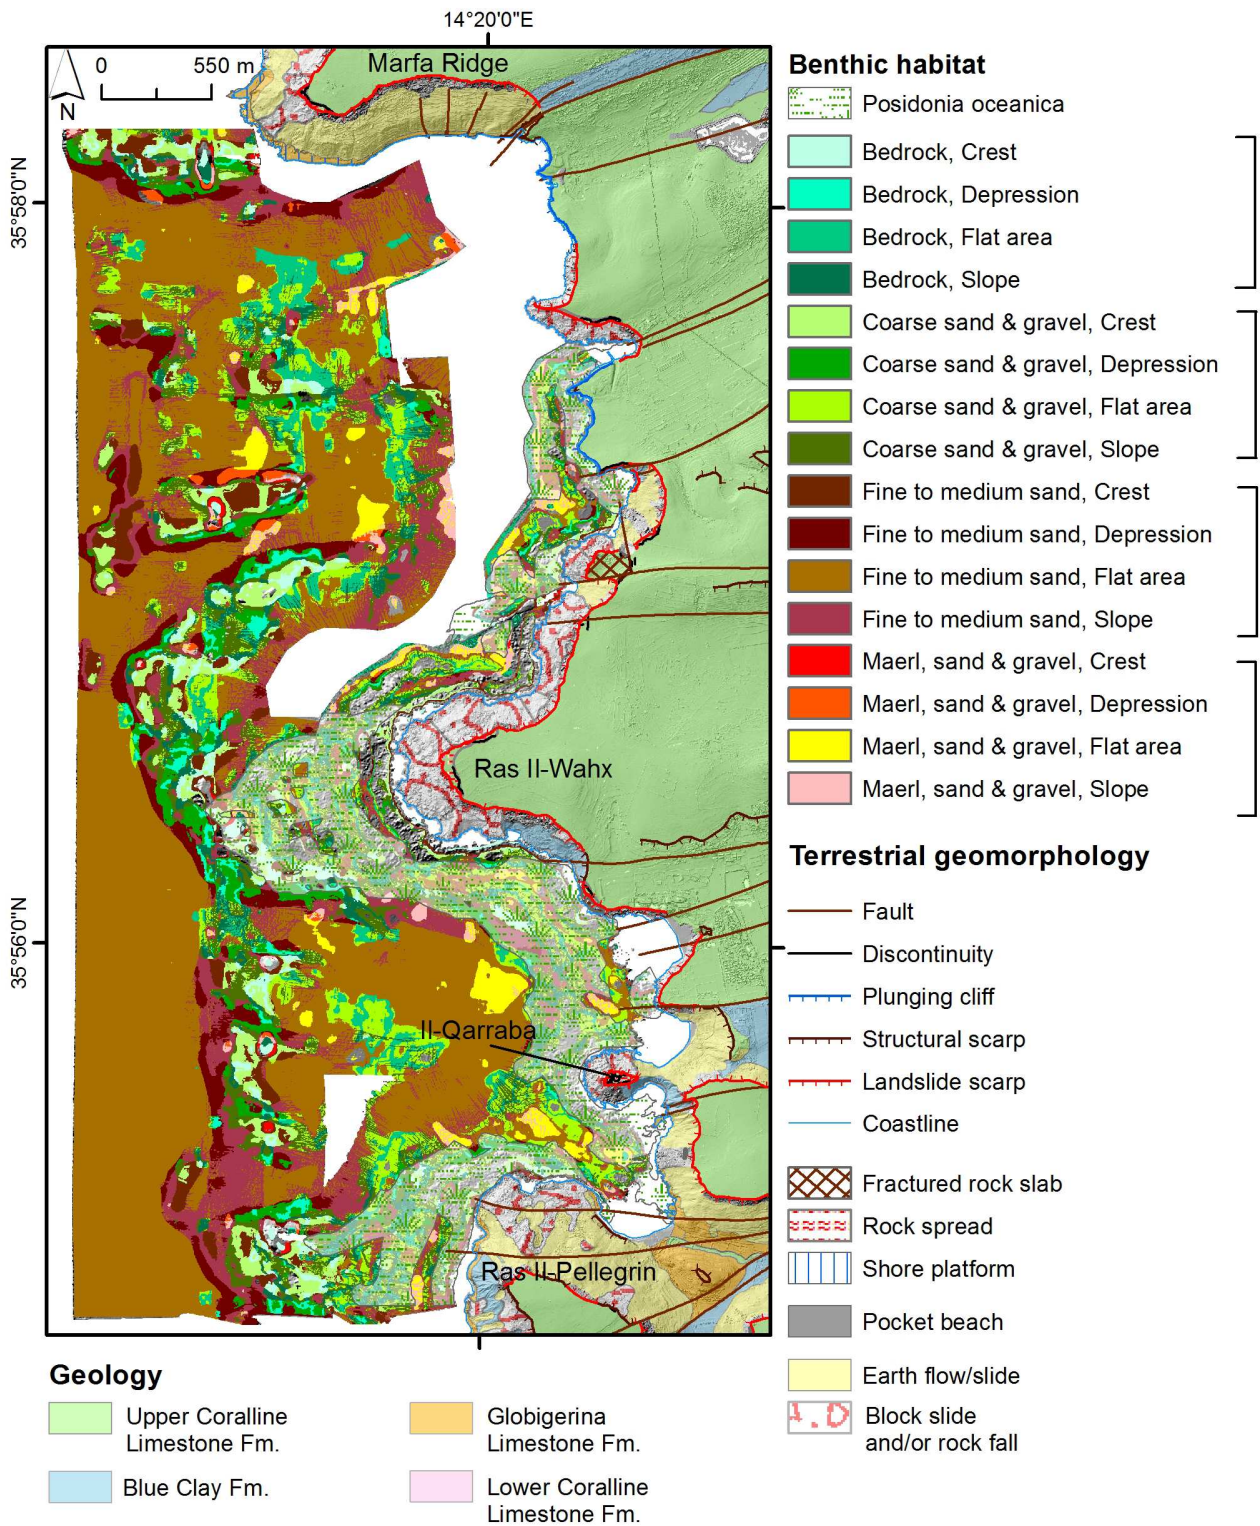 14°20'0"E
0 550 m
N
Marfa Ridge
35°58'0"N
Ras Il-Wahx
35°56'0"N
Il-Qarraba
Ras Il-Pellegrin
Benthic habitat
Posidonia oceanica
Bedrock, Crest
Bedrock, Depression
Bedrock, Flat area
Bedrock, Slope
Coarse sand & gravel, Crest
Coarse sand & gravel, Depression
Coarse sand & gravel, Flat area
Coarse sand & gravel, Slope
Fine to medium sand, Crest
Fine to medium sand, Depression
Fine to medium sand, Flat area
Fine to medium sand, Slope
Maerl, sand & gravel, Crest
Maerl, sand & gravel, Depression
Maerl, sand & gravel, Flat area
Maerl, sand & gravel, Slope
Terrestrial geomorphology
Fault
Discontinuity
Plunging cliff
Structural scarp
Landslide scarp
Coastline
Fractured rock slab
Rock spread
Shore platform
Pocket beach
Earth flow/slide
Block slide
and/or rock fall
Geology
Upper Coralline
Limestone Fm.
Blue Clay Fm.
Globigerina
Limestone Fm.
Lower Coralline
Limestone Fm.